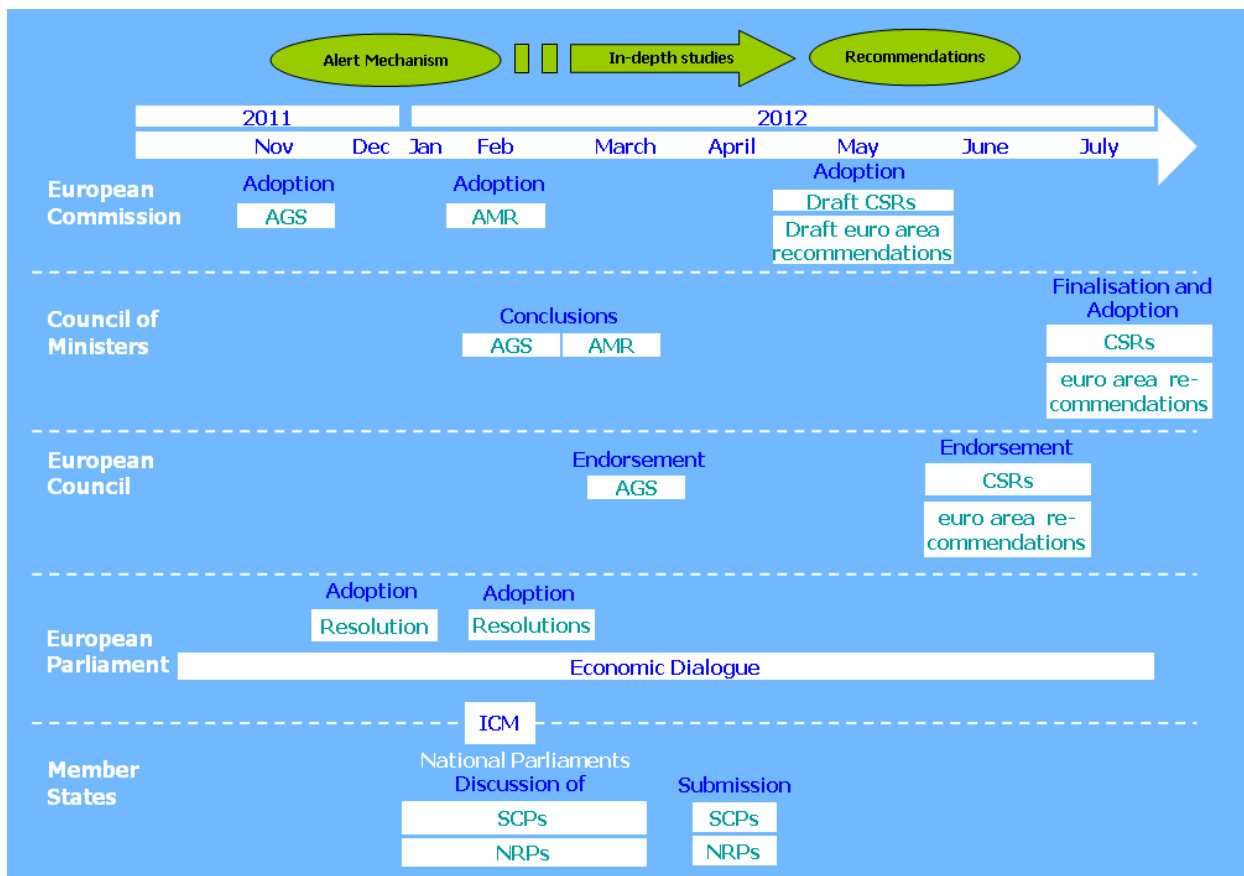 Alert Mechanism
In-depth studies
Recommendations
2011
2012
Nov
Dec
Jan
Feb
March
April
May
June
July
European
Commission
Adoption
AGS
Adoption
AMR
Adoption
Draft CSRs
Draft euro area
recommendations
Council of
Ministers
Conclusions
AGS
AMR
Finalisation and
Adoption
CSRs
euro area re-
commendations
European
Council
Endorsement
AGS
Endorsement
CSRs
euro area re-
commendations
European
Parliament
Adoption
Resolution
Adoption
Resolutions
Economic Dialogue
ICM
Member
States
National Parliaments
Discussion of
SCPs
NRPs
Submission
SCPs
NRPs